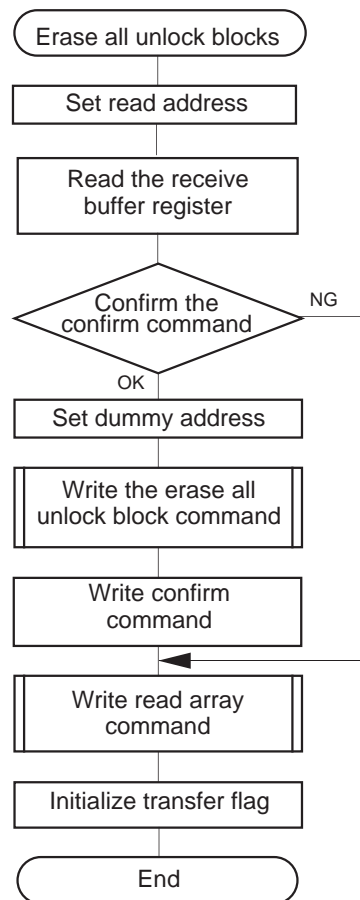 Erase all unlock blocks
Set read address
Read the receive
buffer register
Confirm the
confirm command
NG
OK
Set dummy address
Write the erase all
unlock block command
Write confirm
command
Write read array
command
Initialize transfer flag
End